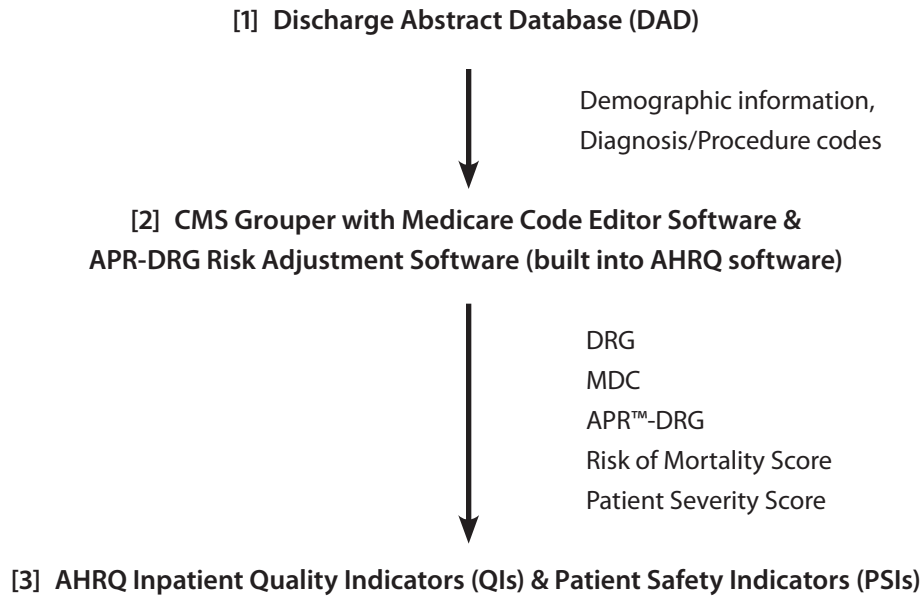 [1] Discharge Abstract Database (DAD)
Demographic information,
Diagnosis/Procedure codes
[2] CMS Grouper with Medicare Code Editor Software &
APR-DRG Risk Adjustment Software (built into AHRQ software)
DRG
MDC
APR™-DRG
Risk of Mortality Score
Patient Severity Score
[3] AHRQ Inpatient Quality Indicators (QIs) & Patient Safety Indicators (PSIs)